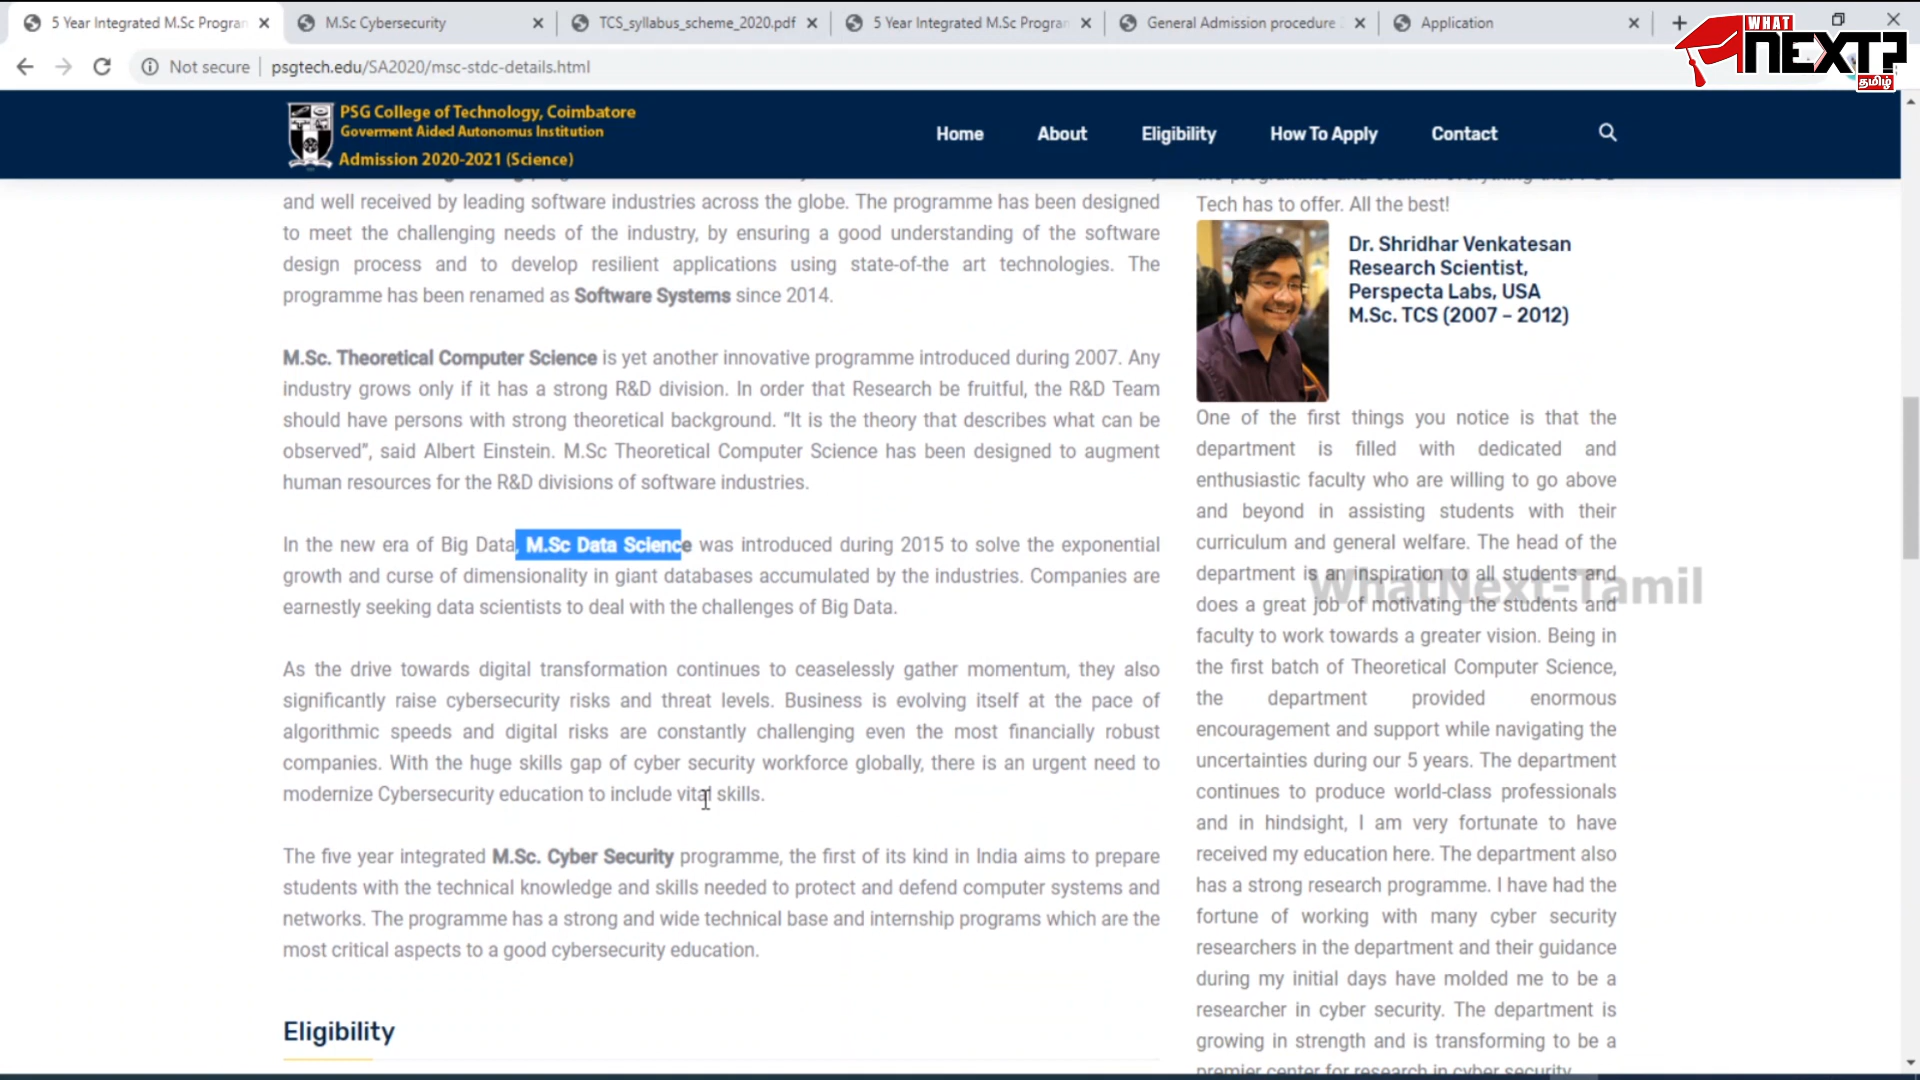 5 Year Integrated M.Sc Progran
M.Sc Cybersecurity
TCS_syllabus_scheme_2020.pdf
5 Year Integrated M.Sc Progran
General Admission procedure
Application
WHAT
NEXT?
தமிழ்
Not secure
psgtech.edu/SA2020/msc-stdc-details.html
PSG College of Technology, Coimbatore
Goverment Aided Autonomus Institution
Admission 2020-2021 (Science)
Home
About
Eligibility
How To Apply
Contact
and well received by leading software industries across the globe. The programme has been designed
to meet the challenging needs of the industry, by ensuring a good understanding of the software
design process and to develop resilient applications using state-of-the art technologies. The
programme has been renamed as Software Systems since 2014.
M.Sc. Theoretical Computer Science is yet another innovative programme introduced during 2007. Any
industry grows only if it has a strong R&D division. In order that Research be fruitful, the R&D Team
should have persons with strong theoretical background. “It is the theory that describes what can be
observed”, said Albert Einstein. M.Sc Theoretical Computer Science has been designed to augment
human resources for the R&D divisions of software industries.
In the new era of Big Data, M.Sc Data Science was introduced during 2015 to solve the exponential
growth and curse of dimensionality in giant databases accumulated by the industries. Companies are
earnestly seeking data scientists to deal with the challenges of Big Data.
As the drive towards digital transformation continues to ceaselessly gather momentum, they also
significantly raise cybersecurity risks and threat levels. Business is evolving itself at the pace of
algorithmic speeds and digital risks are constantly challenging even the most financially robust
companies. With the huge skills gap of cyber security workforce globally, there is an urgent need to
modernize Cybersecurity education to include vital skills.
The five year integrated M.Sc. Cyber Security programme, the first of its kind in India aims to prepare
students with the technical knowledge and skills needed to protect and defend computer systems and
networks. The programme has a strong and wide technical base and internship programs which are the
most critical aspects to a good cybersecurity education.
Eligibility
Tech has to offer. All the best!
Dr. Shridhar Venkatesan
Research Scientist,
Perspecta Labs, USA
M.Sc. TCS (2007 – 2012)
One of the first things you notice is that the
department is filled with dedicated and
enthusiastic faculty who are willing to go above
and beyond in assisting students with their
curriculum and general welfare. The head of the
department is an inspiration to all students and
does a great job of motivating the students and
faculty to work towards a greater vision. Being in
the first batch of Theoretical Computer Science,
the department provided enormous
encouragement and support while navigating the
uncertainties during our 5 years. The department
continues to produce world-class professionals
and in hindsight, I am very fortunate to have
received my education here. The department also
has a strong research programme. I have had the
fortune of working with many cyber security
researchers in the department and their guidance
during my initial days have molded me to be a
researcher in cyber security. The department is
growing in strength and is transforming to be a
premier center for research in cyber security.
WhatNext-Tamil